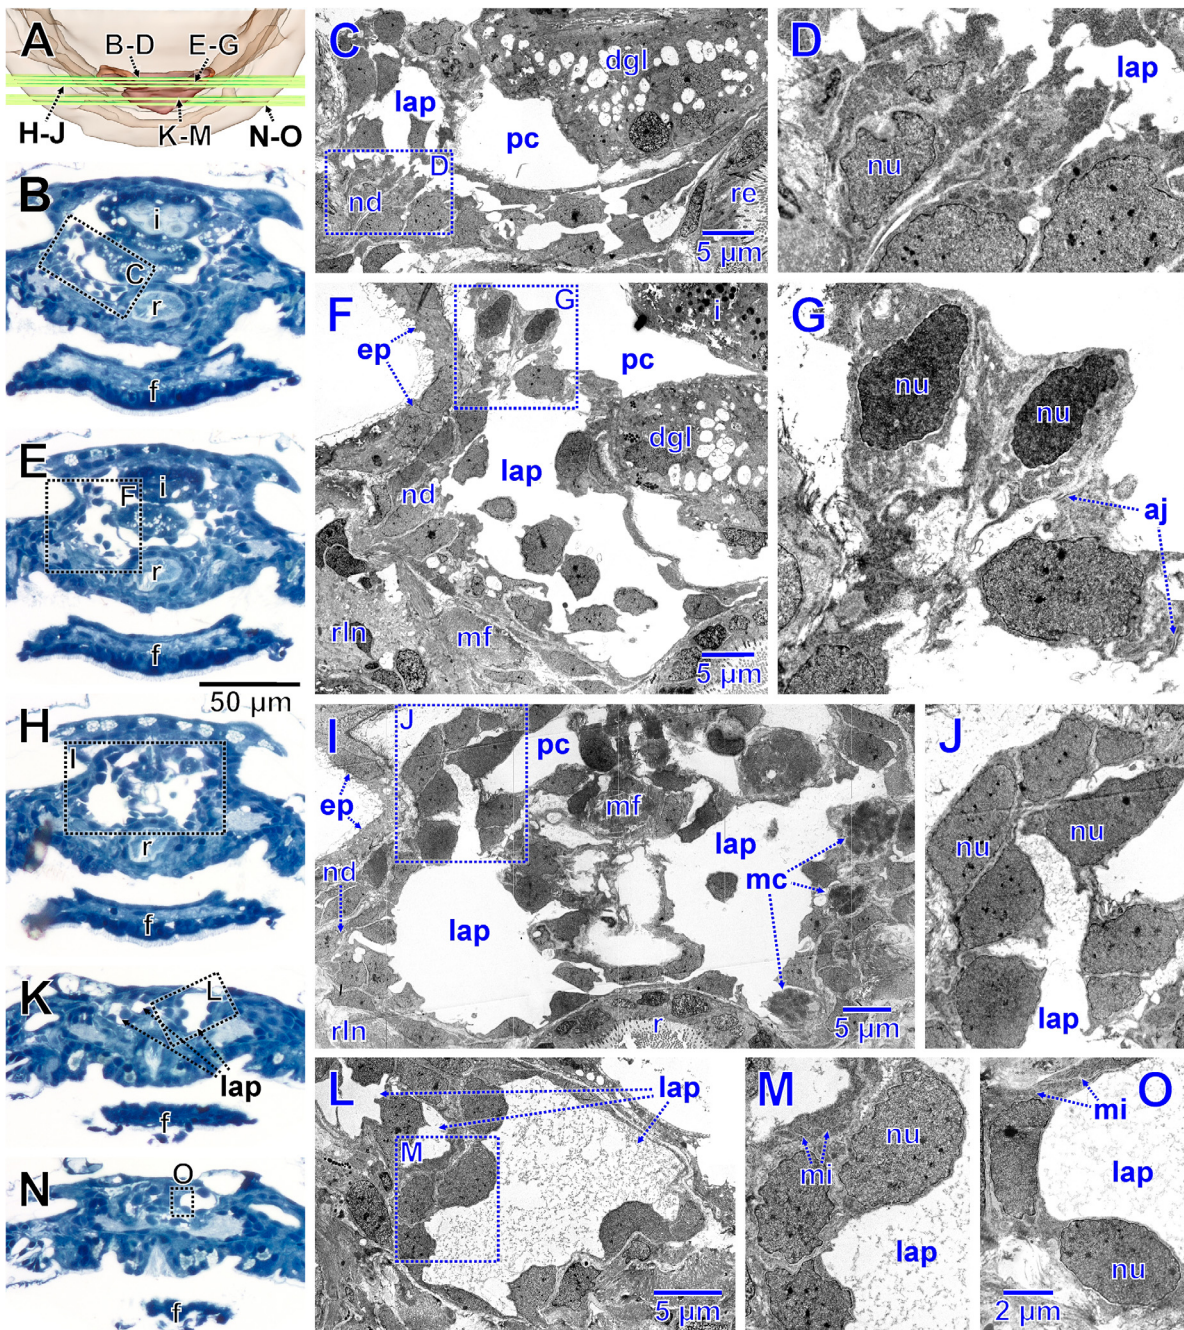 A
B-D
E-G
H-J
K-M
N-O
B
i
C
r
f
E
F
i
r
f
50 µm
H
I
r
f
K
L
lap
f
N
O
f
C
dgl
lap
pc
D
nd
re
5 µm
D
lap
nu
F
G
i
ep
pc
dgl
lap
nd
rln
mf
5 µm
G
nu
nu
aj
I
J
pc
ep
mf
lap
nd
mc
lap
rln
r
5 µm
J
nu
nu
lap
L
lap
M
5 µm
M
nu
mi
lap
O
mi
lap
nu
2 µm